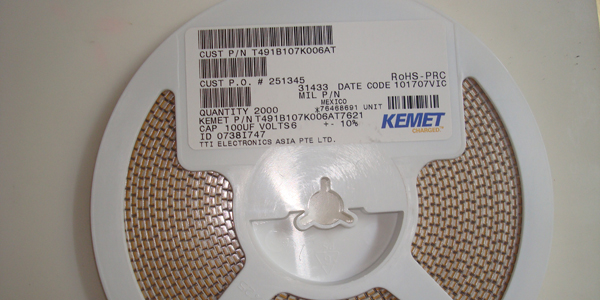 CUST P/N T491B107K006AT
CUST P.O. # 251345
RoHS-PRC
31433 DATE CODE 101707VIC
MIL P/N
MEXICO
QUANTITY 2000
*76468691 UNIT
KEMET P/N T491B107K006AT7621
CAP 100UF VOLTS6 +- 10%
ID 0738I747
TTI ELECTRONICS ASIA PTE LTD.
KEMET
CHARGED.